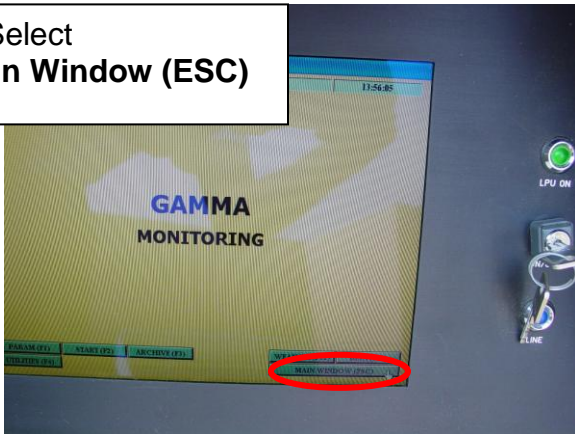 Select
n Window (ESC)
13:56:05
GAMMA
MONITORING
PARAM (F1) START (F2) ARCHIVE (F3)
UTILITIES (F4)
MAIN WINDOW (ESC)
LPU ON
LINE